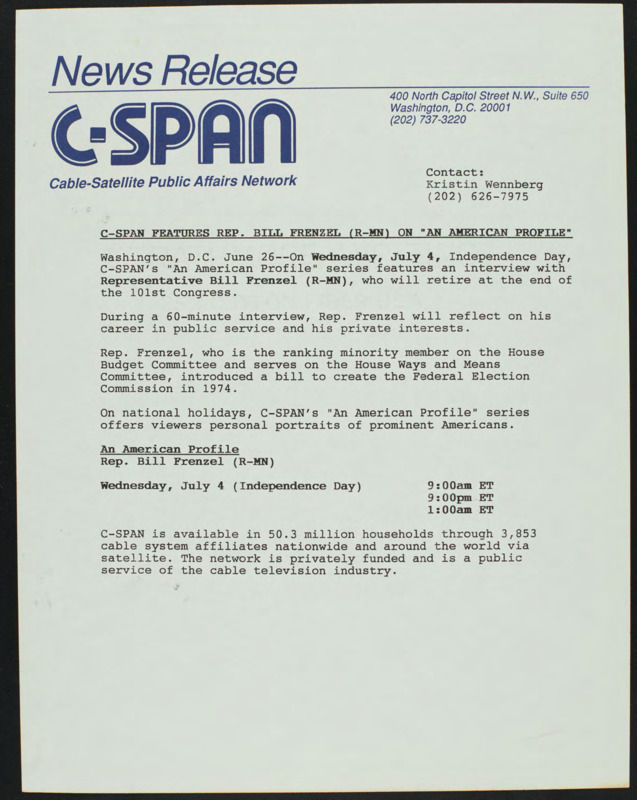 News Release
C-SPAN
Cable-Satellite Public Affairs Network
400 North Capitol Street N.W., Suite 650
Washington, D.C. 20001
(202) 737-3220
Contact:
Kristin Wennberg
(202) 626-7975
C-SPAN FEATURES REP. BILL FRENZEL (R-MN) ON "AN AMERICAN PROFILE"
Washington, D.C. June 26--On Wednesday, July 4, Independence Day,
C-SPAN's "An American Profile" series features an interview with
Representative Bill Frenzel (R-MN), who will retire at the end of
the 101st Congress.
During a 60-minute interview, Rep. Frenzel will reflect on his
career in public service and his private interests.
Rep. Frenzel, who is the ranking minority member on the House
Budget Committee and serves on the House Ways and Means
Committee, introduced a bill to create the Federal Election
Commission in 1974.
On national holidays, C-SPAN's "An American Profile" series
offers viewers personal portraits of prominent Americans.
An American Profile
Rep. Bill Frenzel (R-MN)
Wednesday, July 4 (Independence Day) 9:00am ET
9:00pm ET
1:00am ET
C-SPAN is available in 50.3 million households through 3,853
cable system affiliates nationwide and around the world via
satellite. The network is privately funded and is a public
service of the cable television industry.